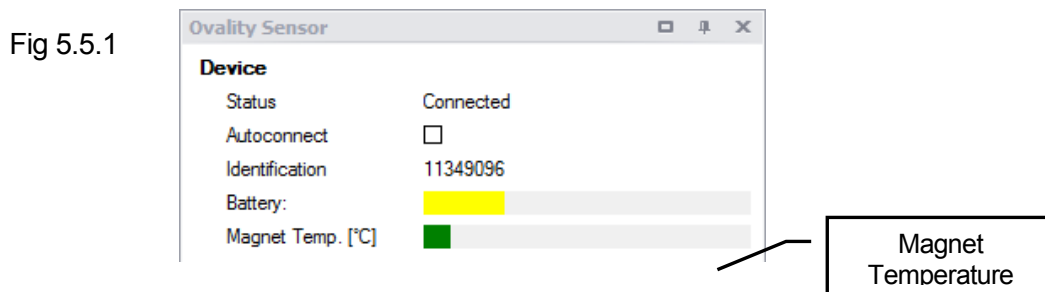 Fig 5.5.1
Ovality Sensor
Device
Status Connected
Autoconnect
Identification 11349096
Battery:
Magnet Temp. [°C]
Magnet
Temperature